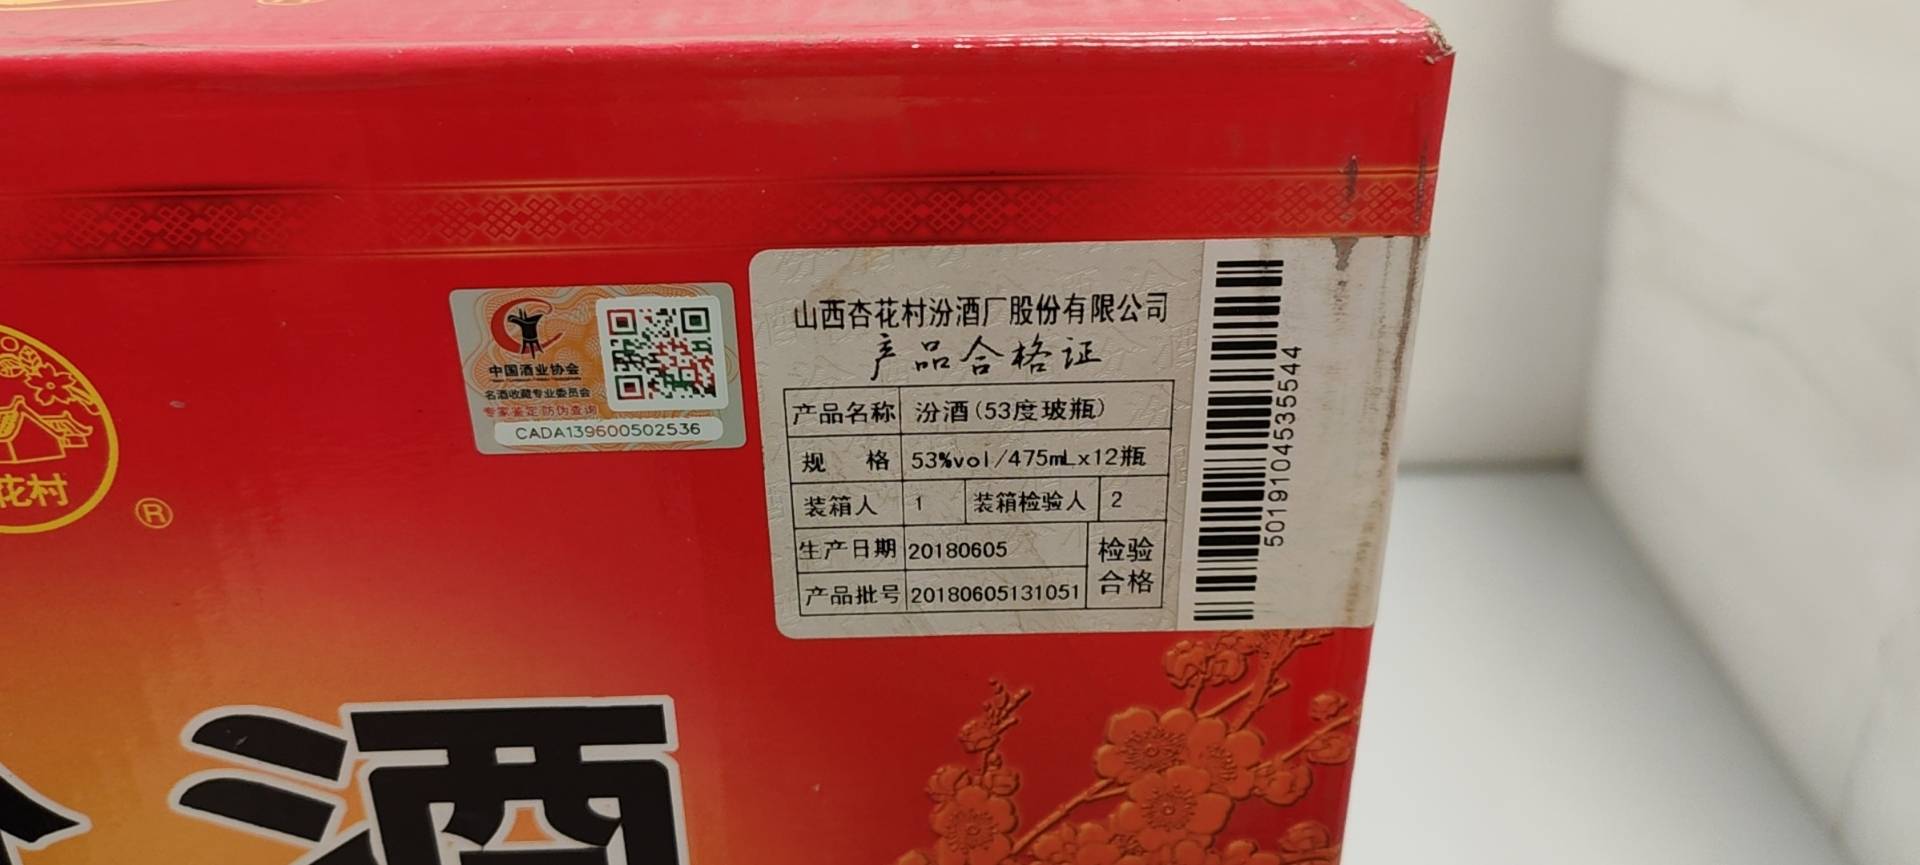 花村
®
中国酒业协会
名酒收藏专业委员会
专家鉴定 防伪查询
CADA139600502536
山西杏花村汾酒厂股份有限公司
产品合格证
产品名称 汾酒(53度玻瓶)
规 格 53%vol/475mL×12瓶
装箱人 1 装箱检验人 2
生产日期 20180605 检验
产品批号 20180605131051 合格
5019104535544
酒